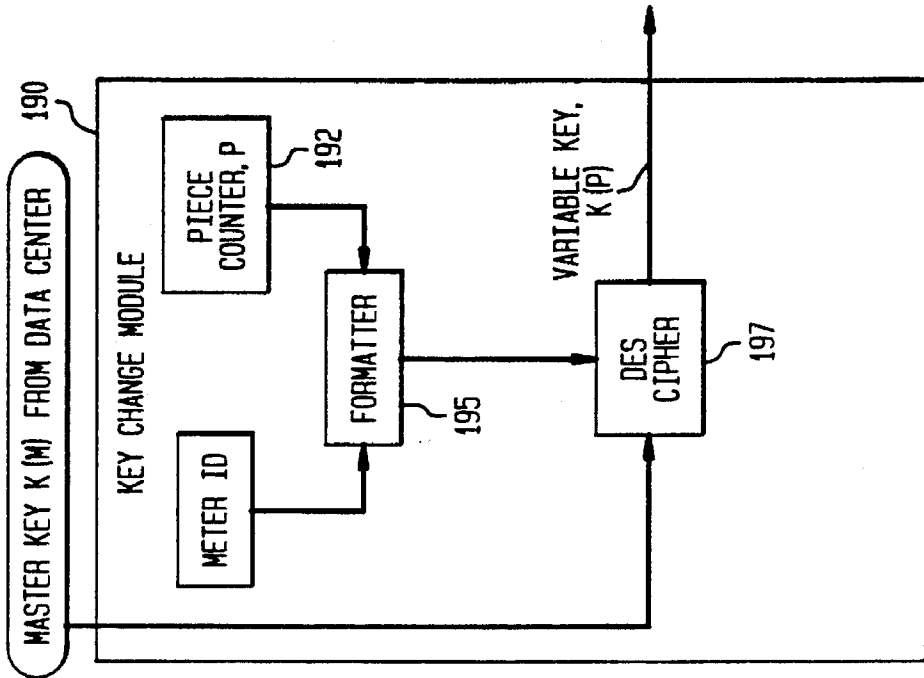 MASTER KEY K(M) FROM DATA CENTER
190
KEY CHANGE MODULE
METER ID
PIECE
COUNTER, P
192
FORMATTER
195
DES
CIPHER
197
VARIABLE KEY,
K(P)